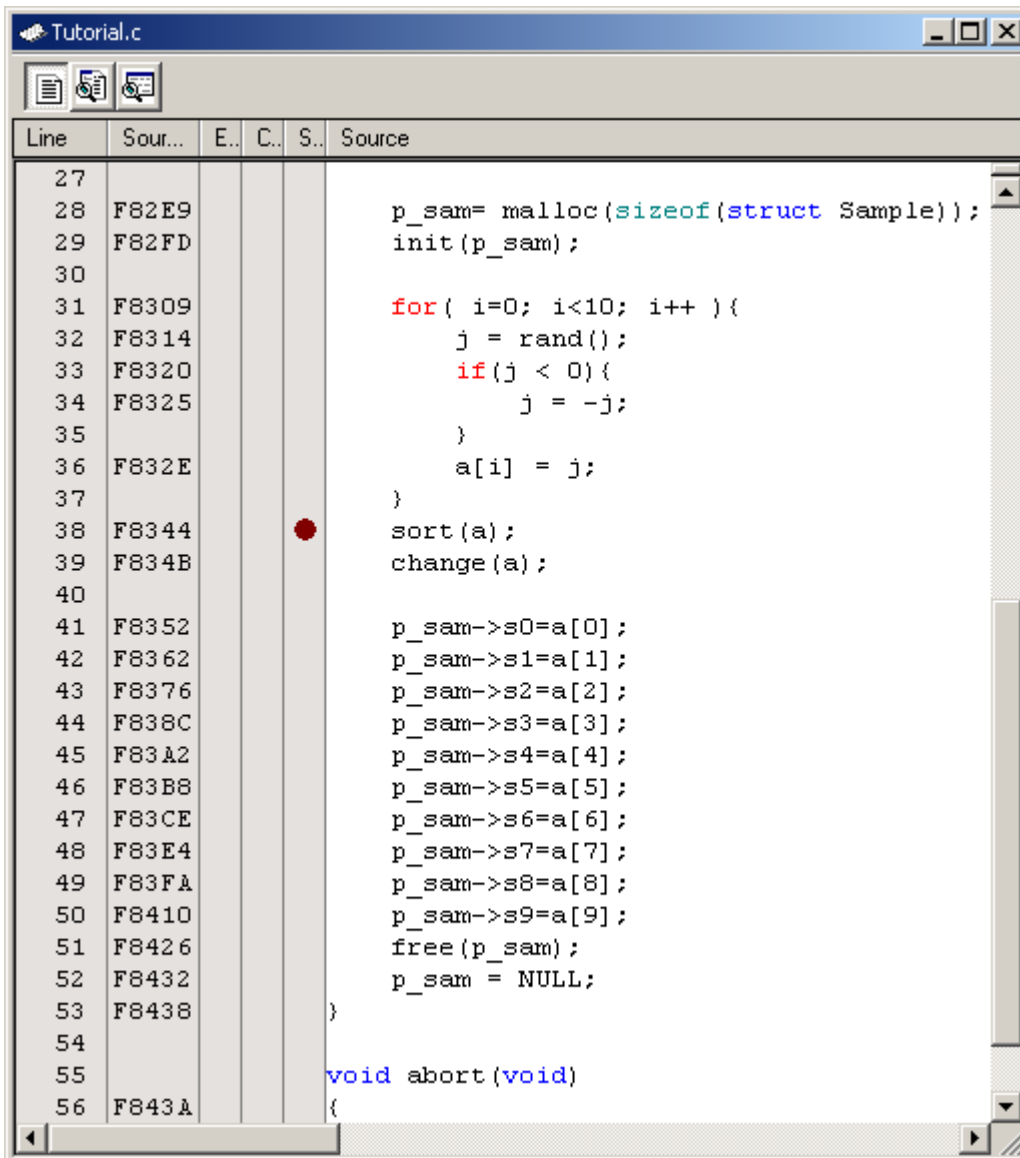 Tutorial.c
Line Sour... E.. C.. S.. Source
27
28 F82E9 p_sam= malloc(sizeof(struct Sample));
29 F82FD init(p_sam);
30
31 F8309 for( i=0; i<10; i++ ){
32 F8314 j = rand();
33 F8320 if(j < 0){
34 F8325 j = -j;
35 }
36 F832E a[i] = j;
37 }
38 F8344 sort(a);
39 F834B change(a);
40
41 F8352 p_sam->s0=a[0];
42 F8362 p_sam->s1=a[1];
43 F8376 p_sam->s2=a[2];
44 F838C p_sam->s3=a[3];
45 F83A2 p_sam->s4=a[4];
46 F83B8 p_sam->s5=a[5];
47 F83CE p_sam->s6=a[6];
48 F83E4 p_sam->s7=a[7];
49 F83FA p_sam->s8=a[8];
50 F8410 p_sam->s9=a[9];
51 F8426 free(p_sam);
52 F8432 p_sam = NULL;
53 F8438 }
54
55 void abort(void)
56 F843A {